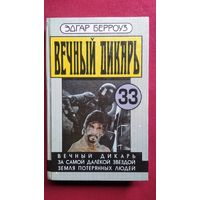 ЭДГАР БЕРРОУЗ
ВЕЧНЫЙ ДИКАРЬ
33
ВЕЧНЫЙ ДИКАРЬ
ЗА САМОЙ ДАЛЕКОЙ ЗВЕЗДОЙ
ЗЕМЛЯ ПОТЕРЯННЫХ ЛЮДЕЙ